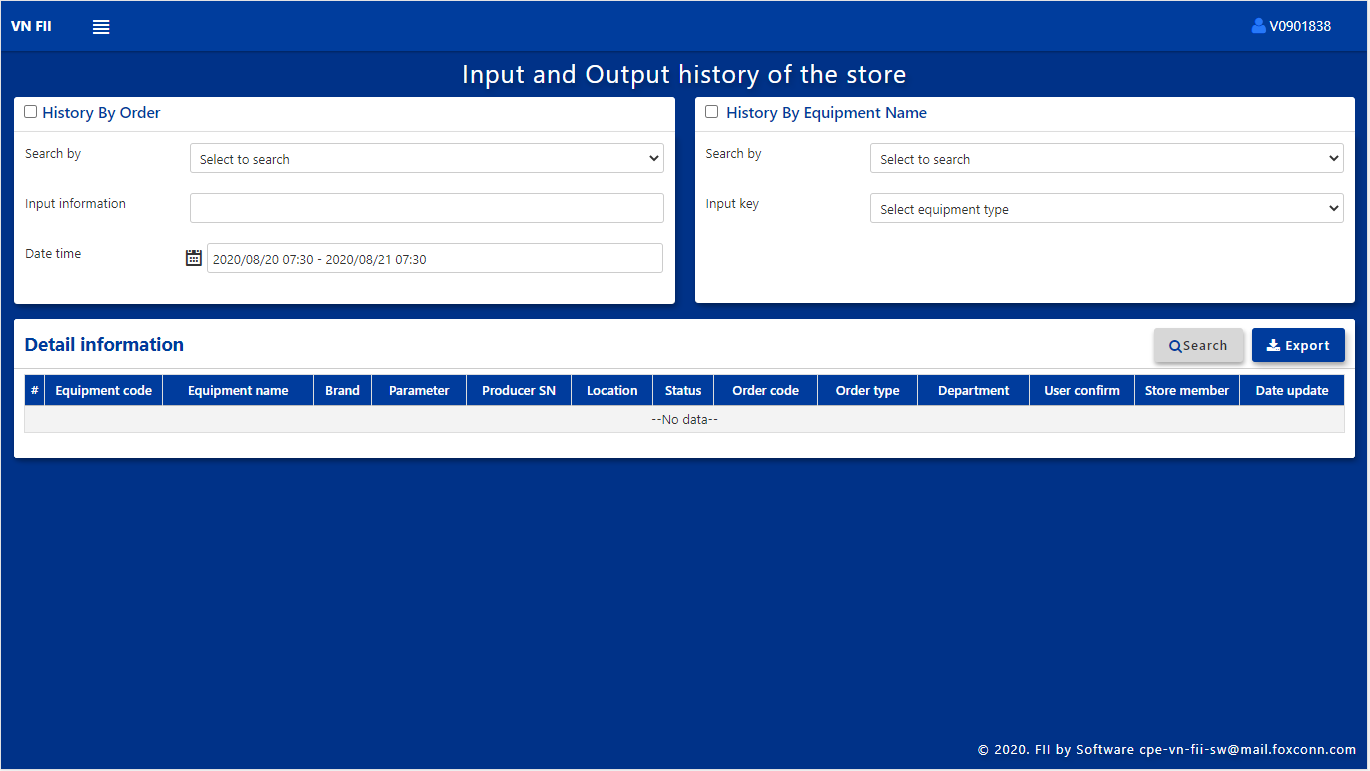 VN FII
V0901838
Input and Output history of the store
History By Order
Search by
Select to search
Input information
Date time
2020/08/20 07:30 - 2020/08/21 07:30
History By Equipment Name
Search by
Select to search
Input key
Select equipment type
Detail information
Search
Export
# Equipment code Equipment name Brand Parameter Producer SN Location Status Order code Order type Department User confirm Store member Date update
--No data--
© 2020. FII by Software cpe-vn-fii-sw@mail.foxconn.com